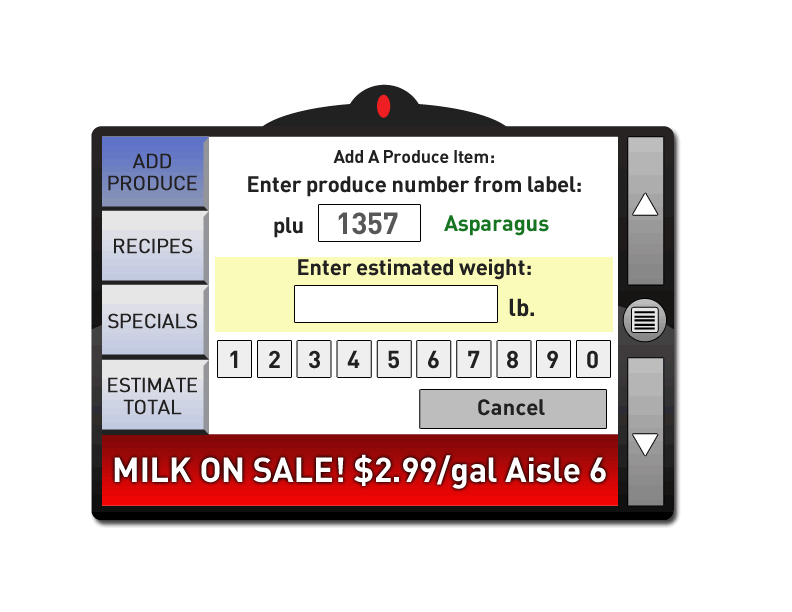 ADD
PRODUCE
RECIPES
SPECIALS
ESTIMATE
TOTAL
Add A Produce Item:
Enter produce number from label:
plu 1357 Asparagus
Enter estimated weight:
lb.
1 2 3 4 5 6 7 8 9 0
Cancel
MILK ON SALE! $2.99/gal Aisle 6